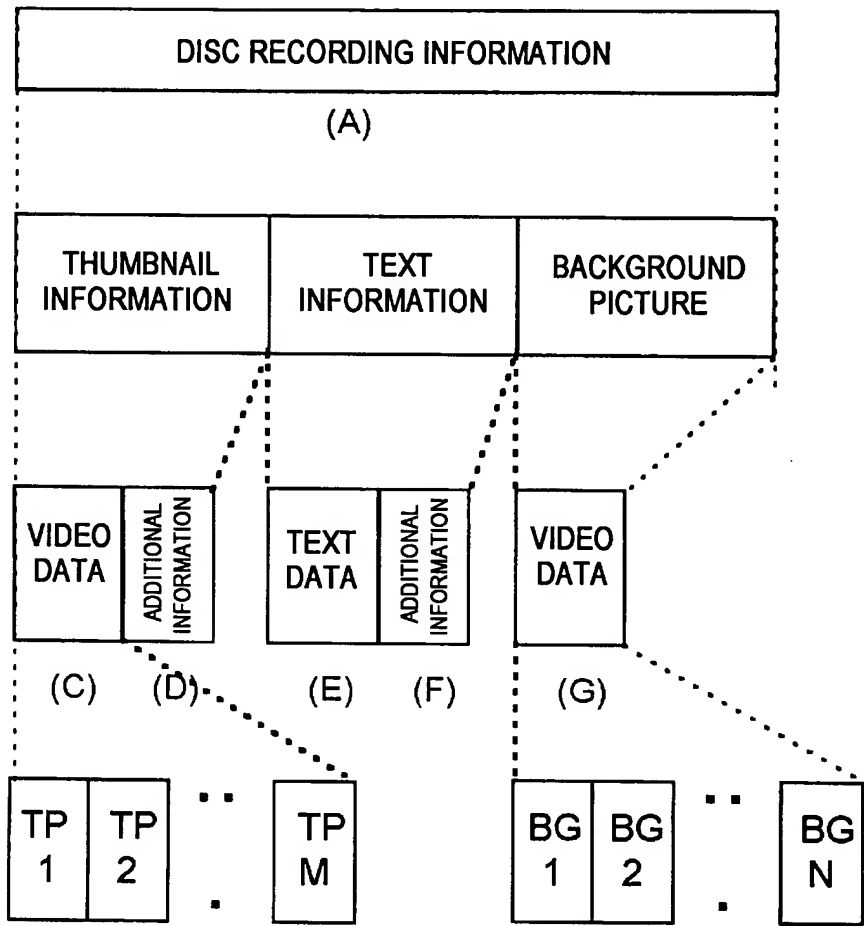 DISC RECORDING INFORMATION
(A)
THUMBNAIL
INFORMATION
TEXT
INFORMATION
BACKGROUND
PICTURE
VIDEO
DATA
ADDITIONAL
INFORMATION
TEXT
DATA
ADDITIONAL
INFORMATION
VIDEO
DATA
(C)
(D)
(E)
(F)
(G)
TP
1
TP
2
TP
M
BG
1
BG
2
BG
N